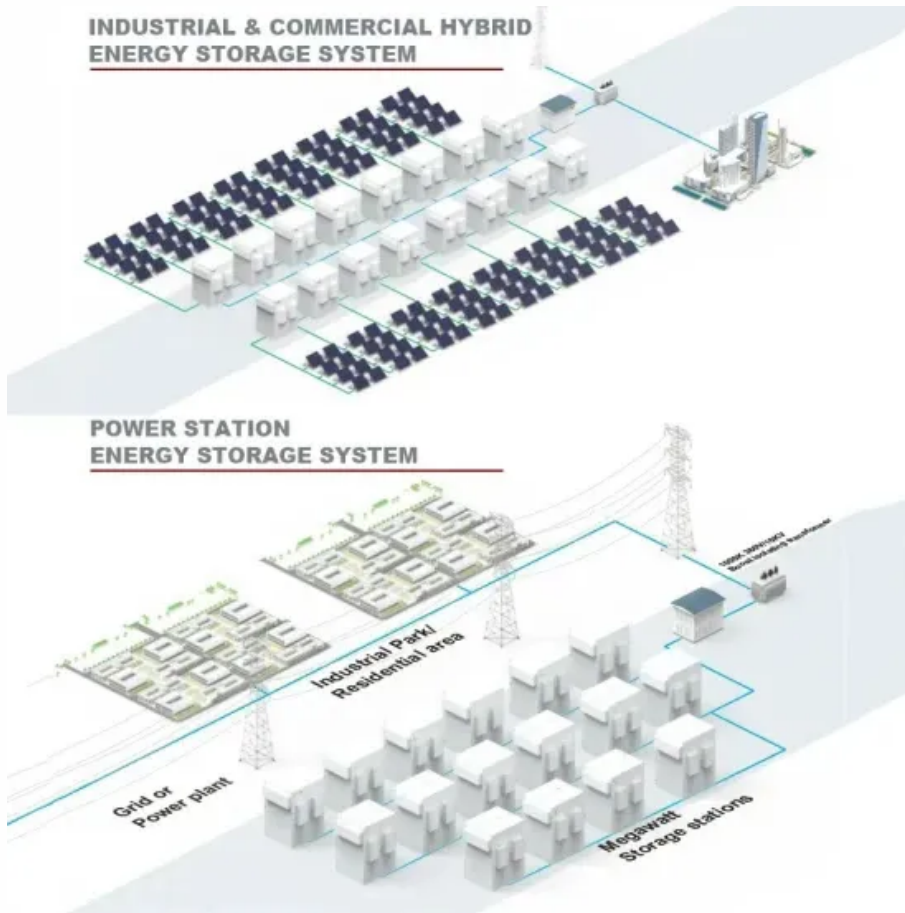 INDUSTRIAL & COMMERCIAL HYBRID
ENERGY STORAGE SYSTEM
POWER STATION
ENERGY STORAGE SYSTEM
Industrial Park/
Residential area
Grid or
Power plant
Megawatt
Storage stations